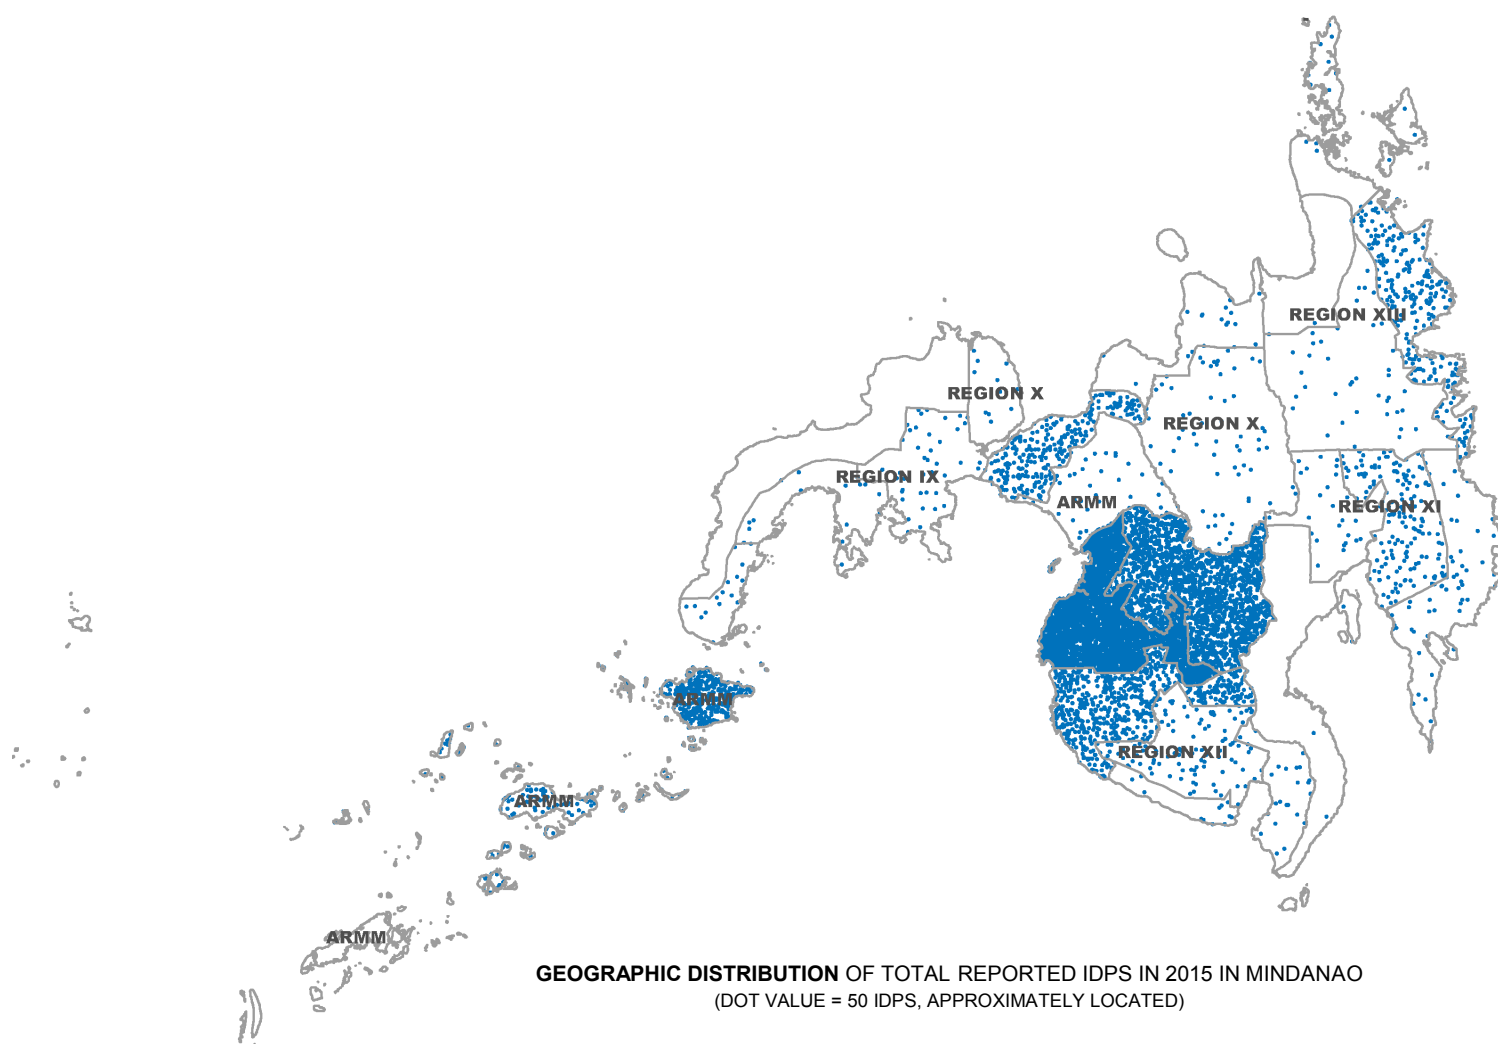 REGION XIII
REGION X
REGION X
REGION IX
ARMM
REGION XI
ARMM
REGION XII
ARMM
ARMM
GEOGRAPHIC DISTRIBUTION OF TOTAL REPORTED IDPS IN 2015 IN MINDANAO
(DOT VALUE = 50 IDPS, APPROXIMATELY LOCATED)